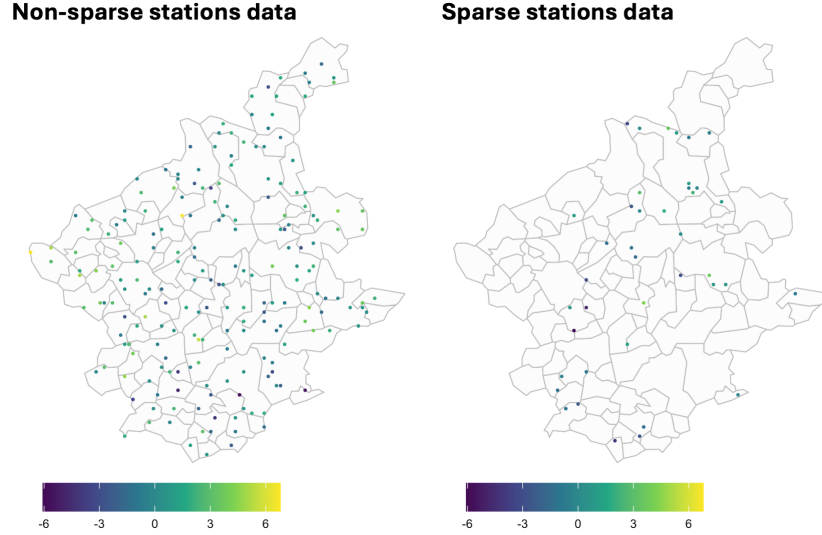 Non-sparse stations data
Sparse stations data
-6 -3 0 3 6
-6 -3 0 3 6